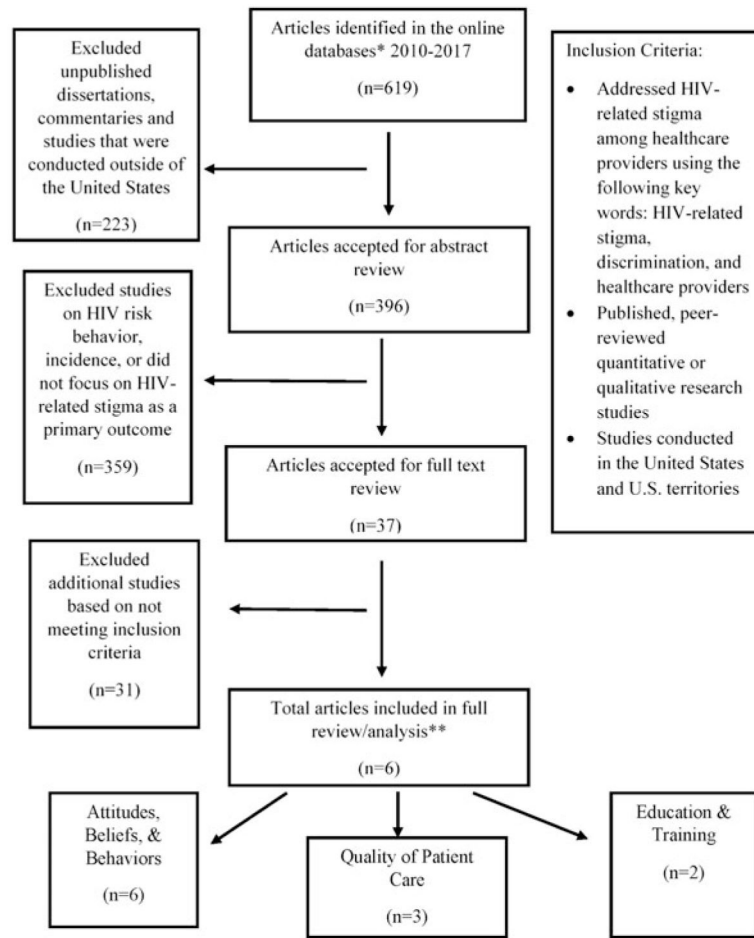 Articles identified in the online
databases* 2010-2017
(n=619)
Excluded
unpublished
dissertations,
commentaries and
studies that were
conducted outside of
the United States
(n=223)
Articles accepted for abstract
review
(n=396)
Excluded studies
on HIV risk
behavior,
incidence, or did
not focus on HIV-
related stigma as a
primary outcome
(n=359)
Articles accepted for full text
review
(n=37)
Excluded
additional studies
based on not
meeting inclusion
criteria
(n=31)
Total articles included in full
review/analysis**
(n=6)
Attitudes,
Beliefs, &
Behaviors
(n=6)
Quality of Patient
Care
(n=3)
Education &
Training
(n=2)
Inclusion Criteria:
• Addressed HIV-
related stigma
among healthcare
providers using the
following key
words: HIV-related
stigma,
discrimination, and
healthcare providers
• Published, peer-
reviewed
quantitative or
qualitative research
studies
• Studies conducted
in the United States
and U.S. territories